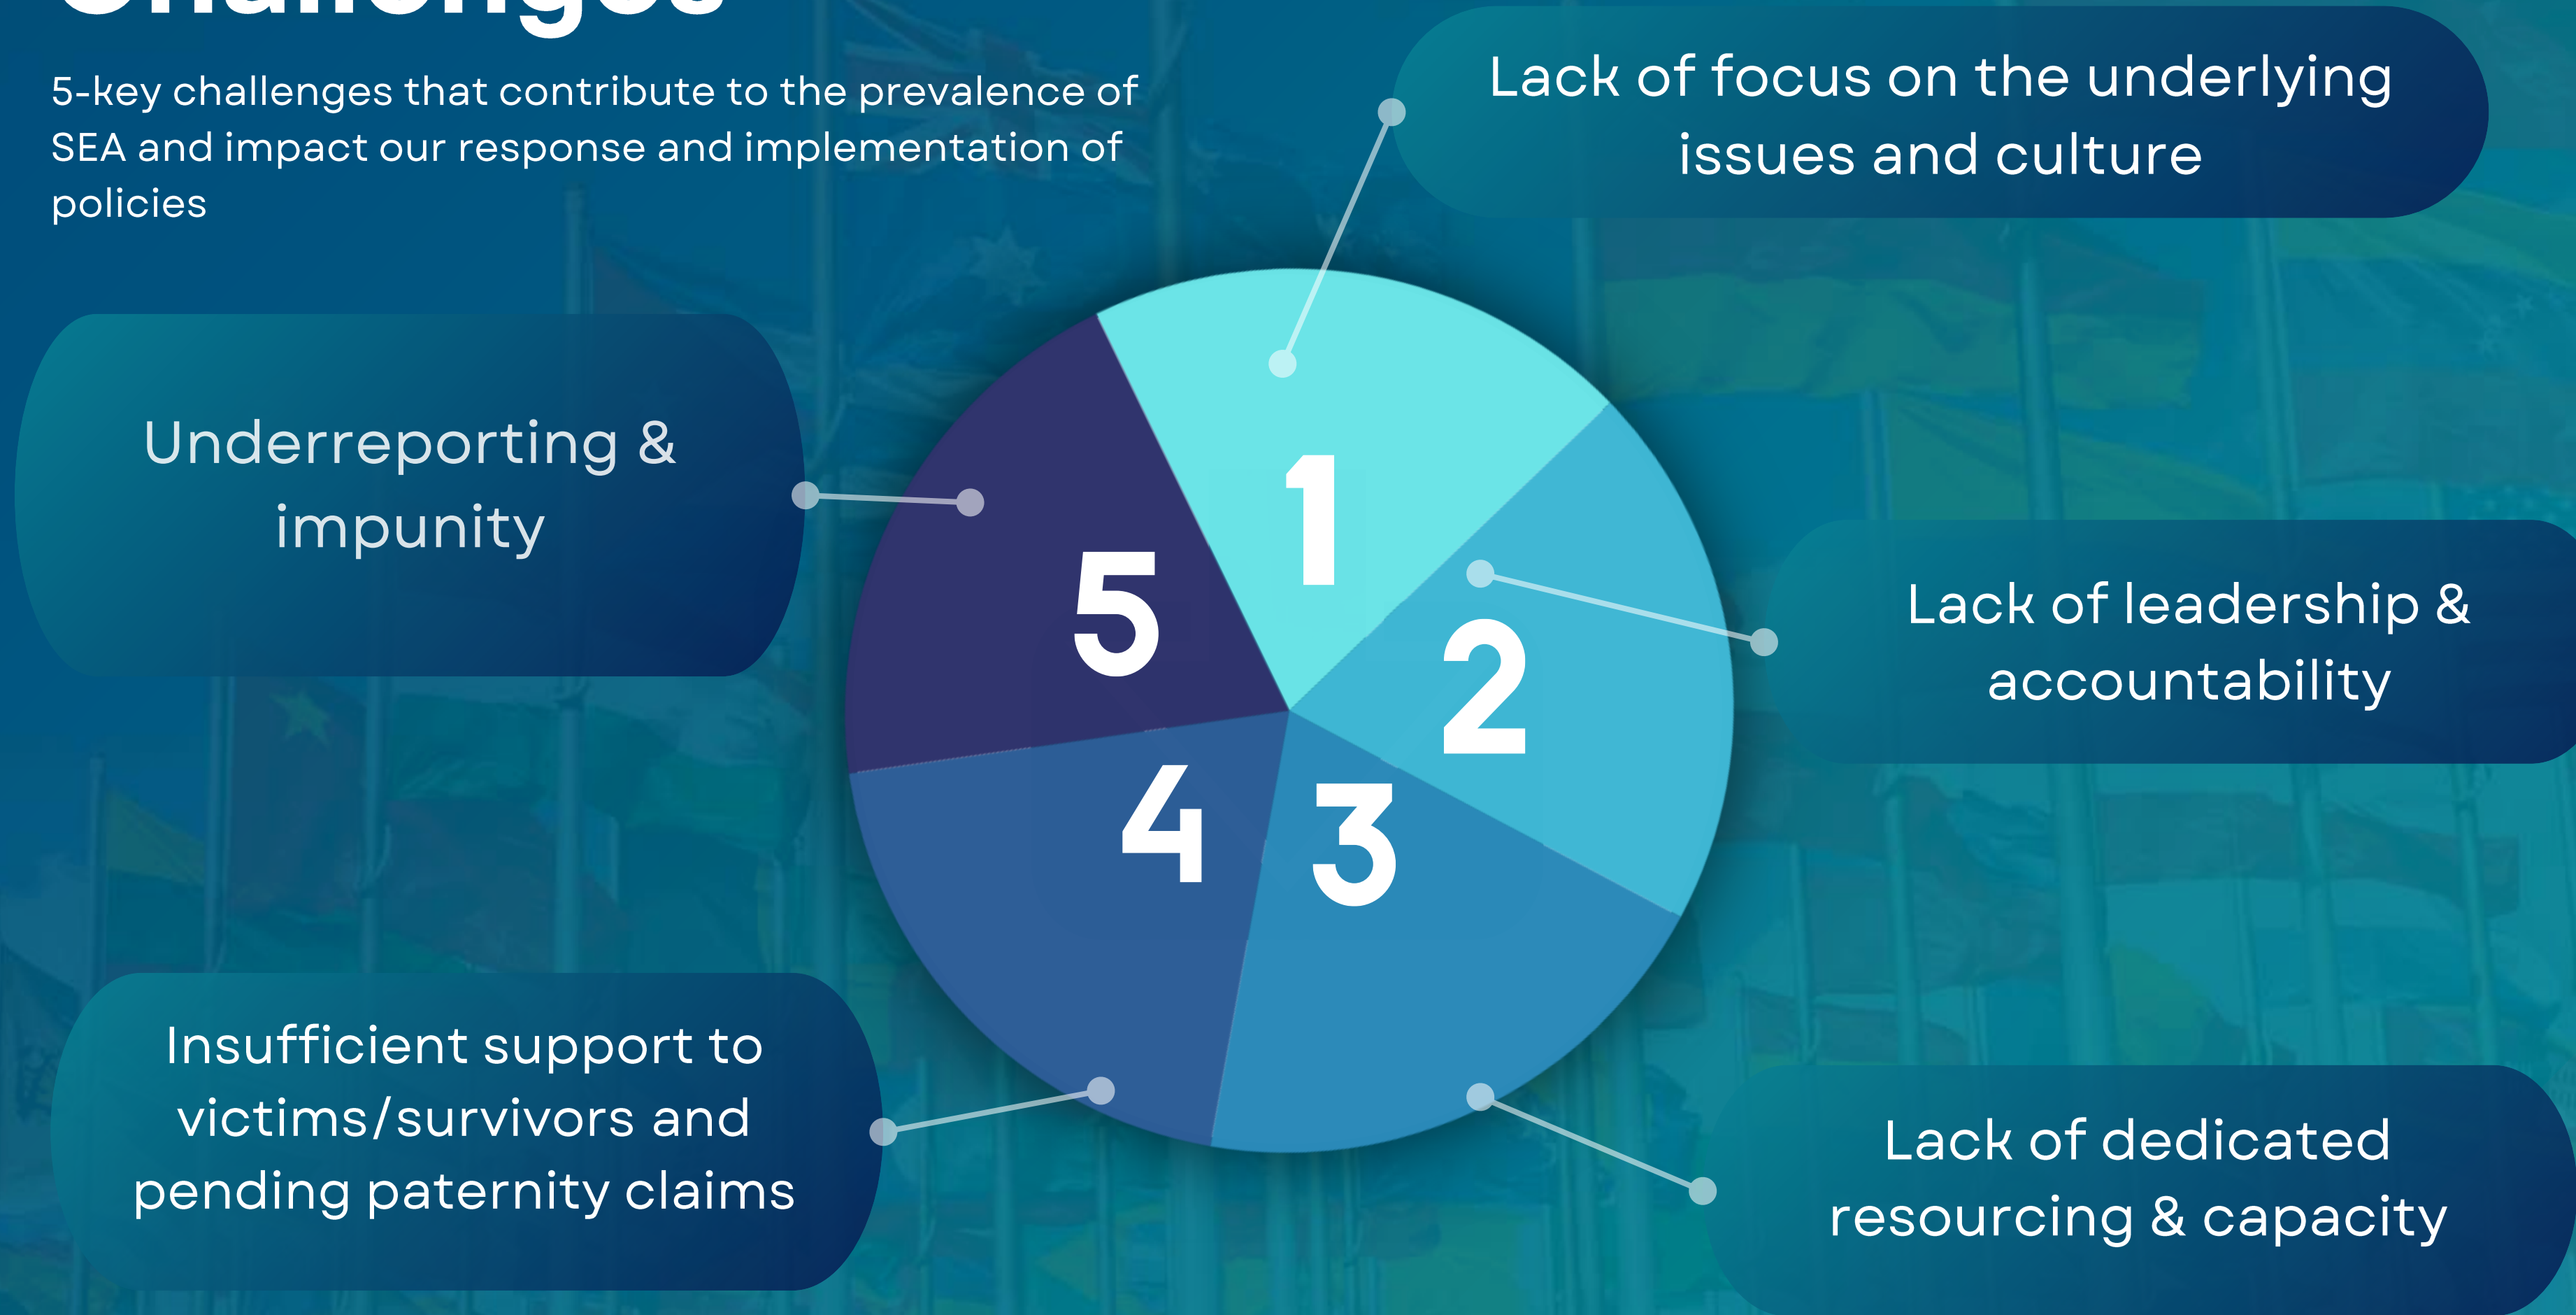 Challenges
5-key challenges that contribute to the prevalence of
SEA and impact our response and implementation of
policies
Lack of focus on the underlying
issues and culture
Underreporting &
impunity
1
5
2
Lack of leadership &
accountability
4
3
Insufficient support to
victims/survivors and
pending paternity claims
Lack of dedicated
resourcing & capacity